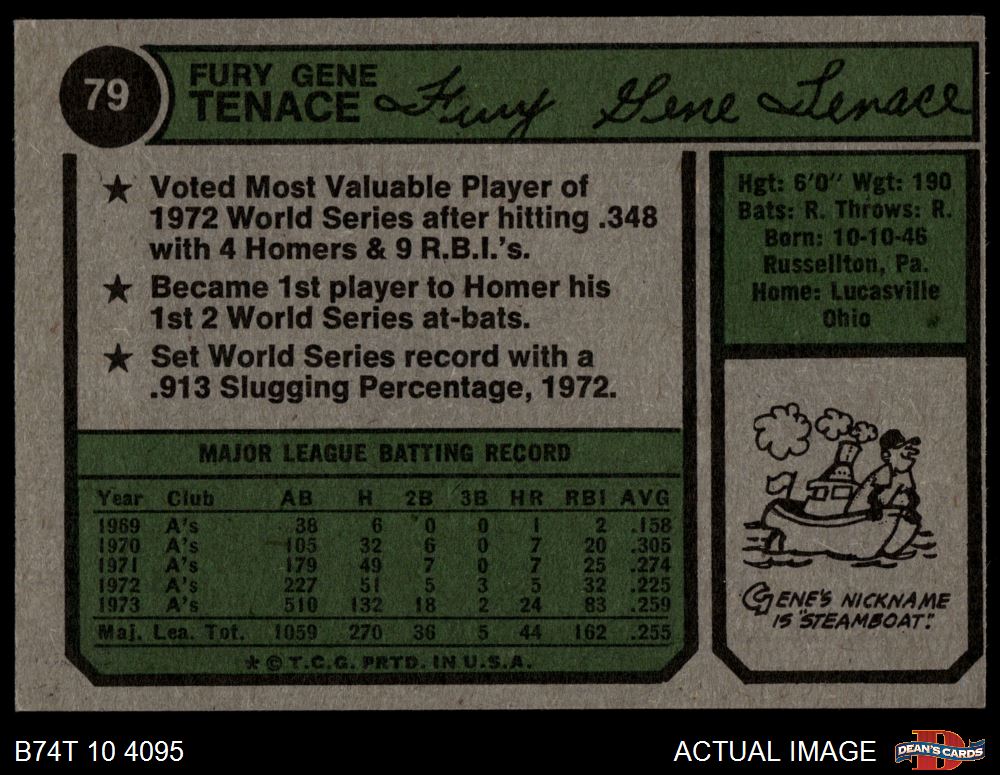 79
FURY GENE
TENACE Fury Gene Tenace
★ Voted Most Valuable Player of
1972 World Series after hitting .348
with 4 Homers & 9 R.B.I.'s.
★ Became 1st player to Homer his
1st 2 World Series at-bats.
★ Set World Series record with a
.913 Slugging Percentage, 1972.
Hgt: 6'0" Wgt: 190
Bats: R. Throws: R.
Born: 10-10-46
Russellton, Pa.
Home: Lucasville
Ohio
MAJOR LEAGUE BATTING RECORD
Year Club AB H 2B 3B HR RBI AVG
1969 A's 38 6 0 0 1 2 .158
1970 A's 105 32 6 0 7 20 .305
1971 A's 179 49 7 0 7 25 .274
1972 A's 227 51 5 3 5 32 .225
1973 A's 510 132 18 2 24 83 .259
Maj. Lea. Tot. 1059 270 36 5 44 162 .255
★ © T.C.G. PRTD. IN U.S.A.
GENE'S NICKNAME
IS "STEAMBOAT."
B74T 10 4095
ACTUAL IMAGE
D
DEAN'S CARDS